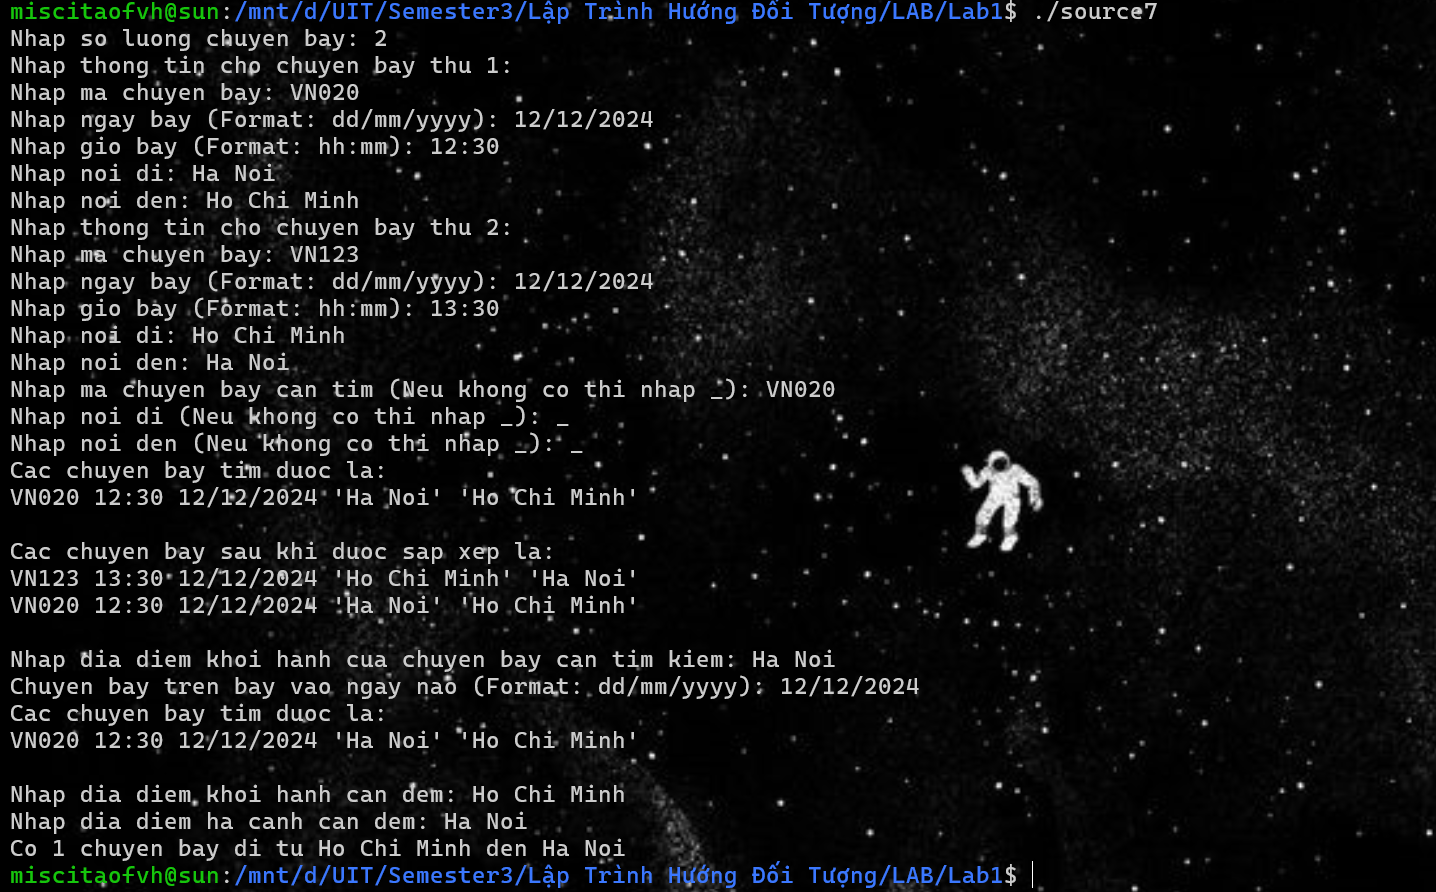 miscitaofvh@sun:/mnt/d/UIT/Semester3/Lập Trình Hướng Đối Tượng/LAB/Lab1$ ./source7
Nhap so luong chuyen bay: 2
Nhap thong tin cho chuyen bay thu 1:
Nhap ma chuyen bay: VN020
Nhap ngay bay (Format: dd/mm/yyyy): 12/12/2024
Nhap gio bay (Format: hh:mm): 12:30
Nhap noi di: Ha Noi
Nhap noi den: Ho Chi Minh
Nhap thong tin cho chuyen bay thu 2:
Nhap ma chuyen bay: VN123
Nhap ngay bay (Format: dd/mm/yyyy): 12/12/2024
Nhap gio bay (Format: hh:mm): 13:30
Nhap noi di: Ho Chi Minh
Nhap noi den: Ha Noi
Nhap ma chuyen bay can tim (Neu khong co thi nhap _): VN020
Nhap noi di (Neu khong co thi nhap _): _
Nhap noi den (Neu khong co thi nhap _): _
Cac chuyen bay tim duoc la:
VN020 12:30 12/12/2024 'Ha Noi' 'Ho Chi Minh'
Cac chuyen bay sau khi duoc sap xep la:
VN123 13:30 12/12/2024 'Ho Chi Minh' 'Ha Noi'
VN020 12:30 12/12/2024 'Ha Noi' 'Ho Chi Minh'
Nhap dia diem khoi hanh cua chuyen bay can tim kiem: Ha Noi
Chuyen bay tren bay vao ngay nao (Format: dd/mm/yyyy): 12/12/2024
Cac chuyen bay tim duoc la:
VN020 12:30 12/12/2024 'Ha Noi' 'Ho Chi Minh'
Nhap dia diem khoi hanh can dem: Ho Chi Minh
Nhap dia diem ha canh can dem: Ha Noi
Co 1 chuyen bay di tu Ho Chi Minh den Ha Noi
miscitaofvh@sun:/mnt/d/UIT/Semester3/Lập Trình Hướng Đối Tượng/LAB/Lab1$